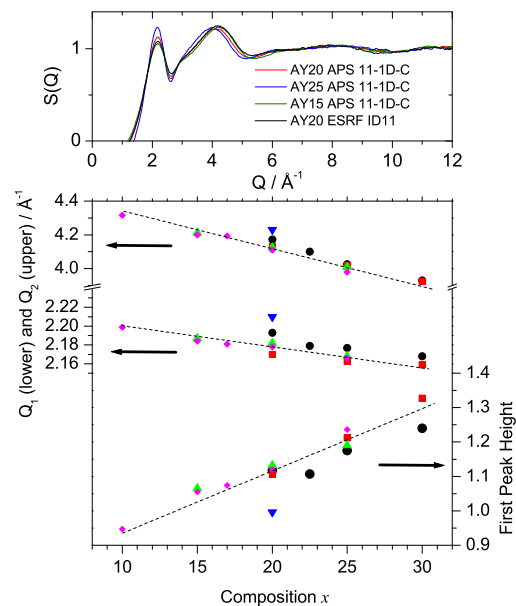 S(Q)
1
0
AY20 APS 11-1D-C
AY25 APS 11-1D-C
AY15 APS 11-1D-C
AY20 ESRF ID11
0 2 4 6 8 10 12
Q / Å⁻¹
Q₁ (lower) and Q₂ (upper) / Å⁻¹
4.4
4.2
4.0
2.22
2.20
2.18
2.16
1.4
1.3
1.2
1.1
1.0
0.9
First Peak Height
10 15 20 25 30
Composition x